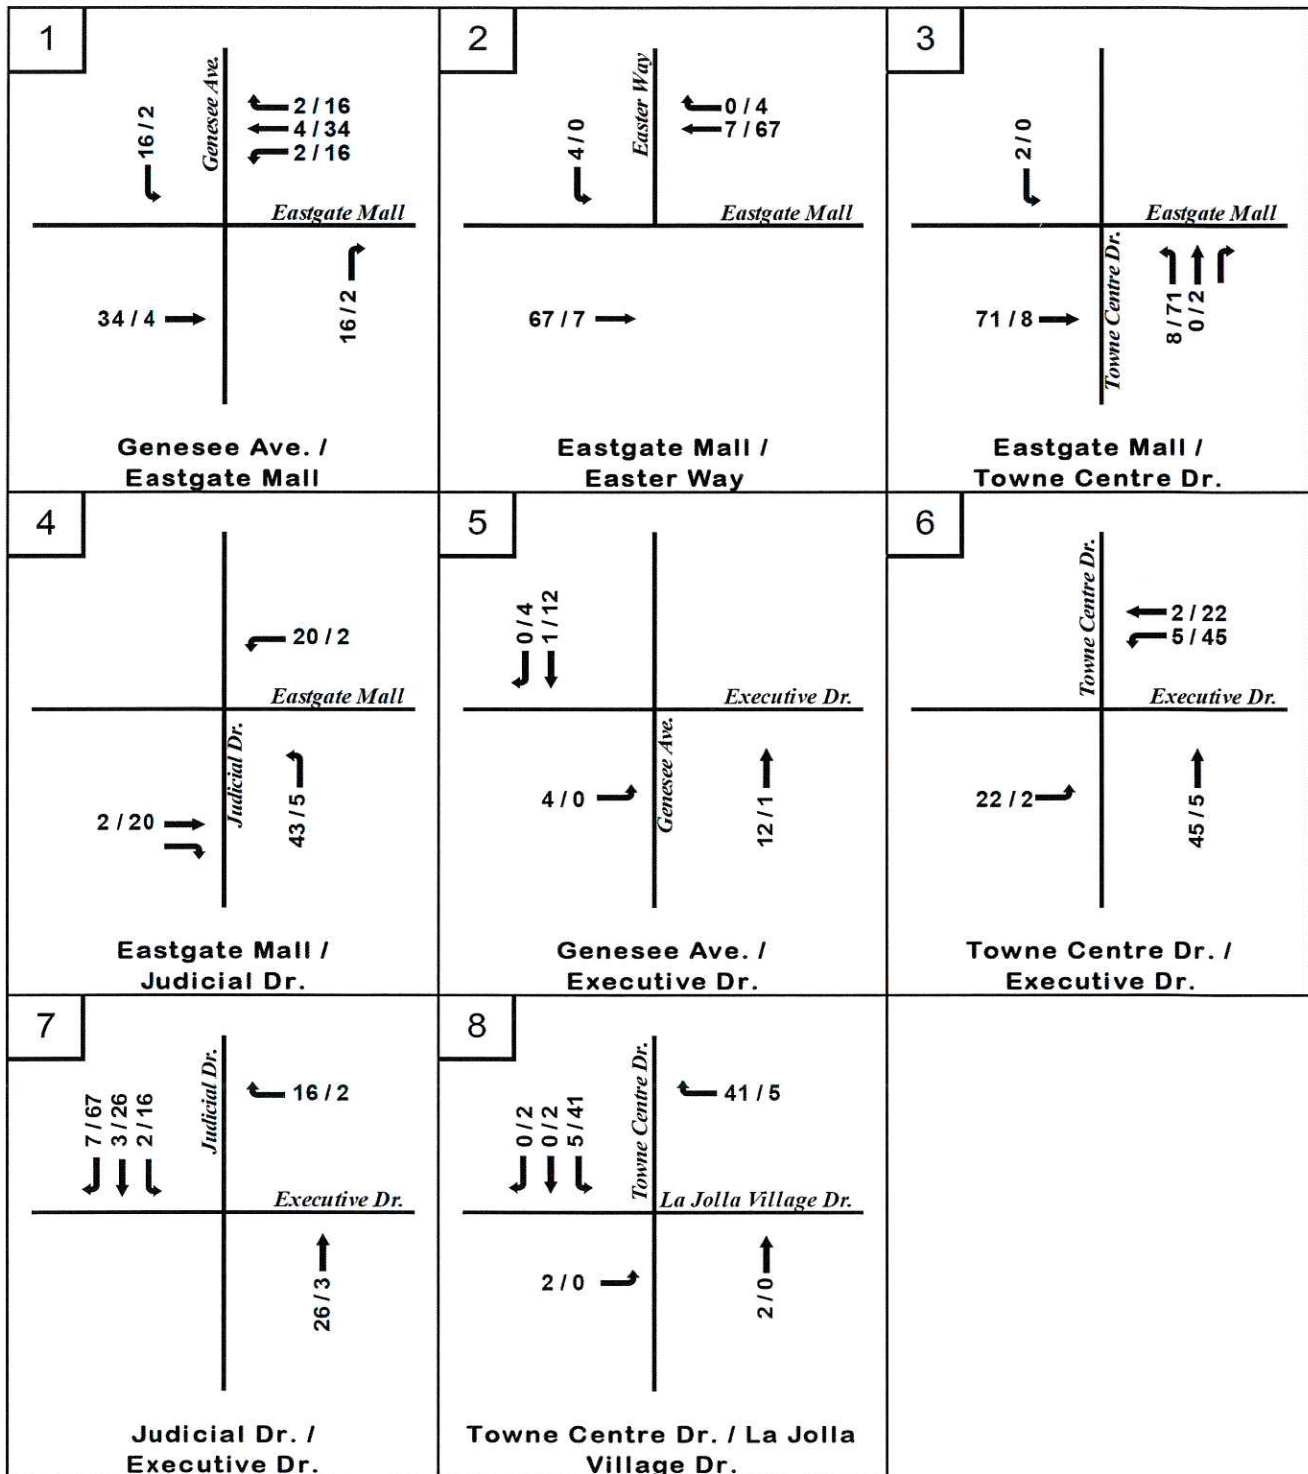 1
Genesee Ave.
16 / 2
2 / 16
4 / 34
2 / 16
Eastgate Mall
34 / 4
16 / 2
Genesee Ave. /
Eastgate Mall
2
Easter Way
4 / 0
0 / 4
7 / 67
Eastgate Mall
67 / 7
Eastgate Mall /
Easter Way
3
2 / 0
Eastgate Mall
Towne Centre Dr.
71 / 8
8 / 71
0 / 2
Eastgate Mall /
Towne Centre Dr.
4
20 / 2
Eastgate Mall
Judicial Dr.
2 / 20
43 / 5
Eastgate Mall /
Judicial Dr.
5
0 / 4
1 / 12
Executive Dr.
Genesee Ave.
4 / 0
12 / 1
Genesee Ave. /
Executive Dr.
6
Towne Centre Dr.
2 / 22
5 / 45
Executive Dr.
22 / 2
45 / 5
Towne Centre Dr. /
Executive Dr.
7
Judicial Dr.
7 / 67
3 / 26
2 / 16
16 / 2
Executive Dr.
26 / 3
Judicial Dr. /
Executive Dr.
8
Towne Centre Dr.
0 / 2
0 / 2
5 / 41
41 / 5
La Jolla Village Dr.
2 / 0
2 / 0
Towne Centre Dr. / La Jolla
Village Dr.